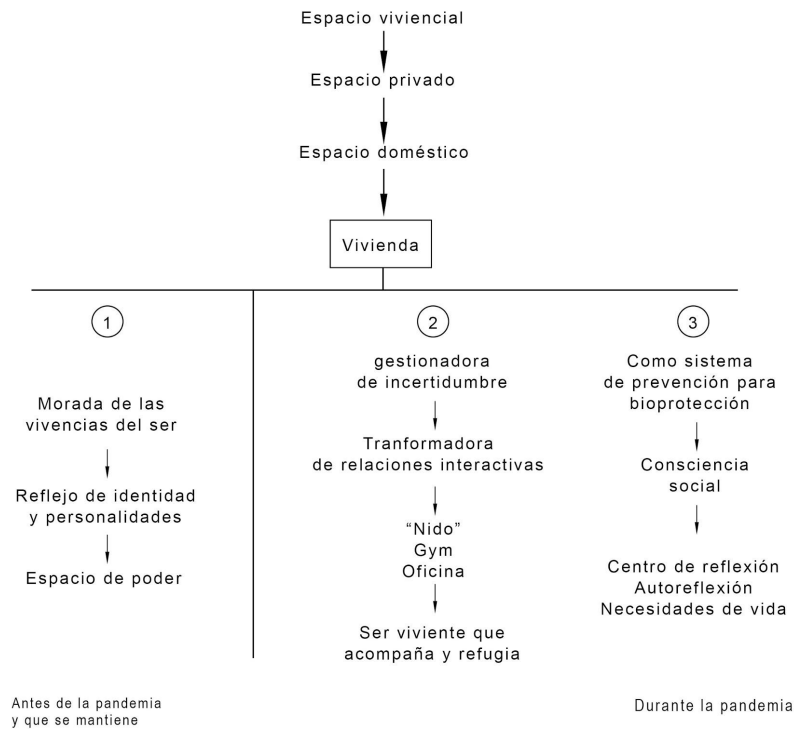 Espacio viviencial
Espacio privado
Espacio doméstico
Vivienda
1
Morada de las
vivencias del ser
Reflejo de identidad
y personalidades
Espacio de poder
2
gestionadora
de incertidumbre
Tranformadora
de relaciones interactivas
“Nido”
Gym
Oficina
Ser viviente que
acompaña y refugia
3
Como sistema
de prevención para
bioprotección
Consciencia
social
Centro de reflexión
Autoreflexión
Necesidades de vida
Antes de la pandemia
y que se mantiene
Durante la pandemia